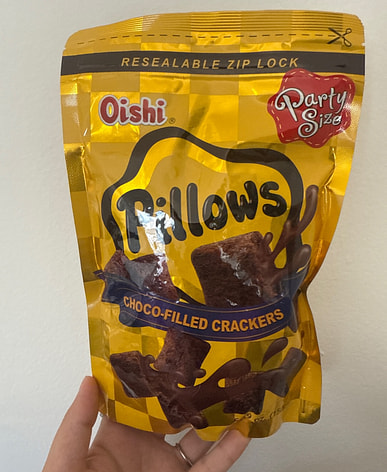 RESEALABLE ZIP LOCK
Oishi®
Party
Size
Pillows
CHOCO-FILLED CRACKERS